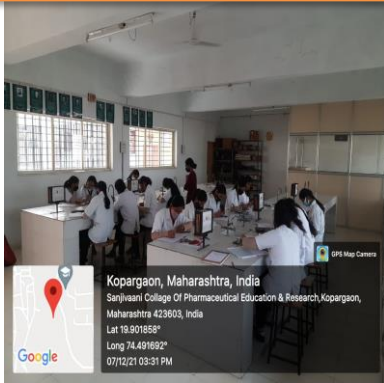 GPS Map Camera
Kopargaon, Maharashtra, India
Sanjivaani Collage Of Pharmaceutical Education & Research,Kopargaon,
Maharashtra 423603, India
Lat 19.901858°
Long 74.491692°
07/12/21 03:31 PM
Google